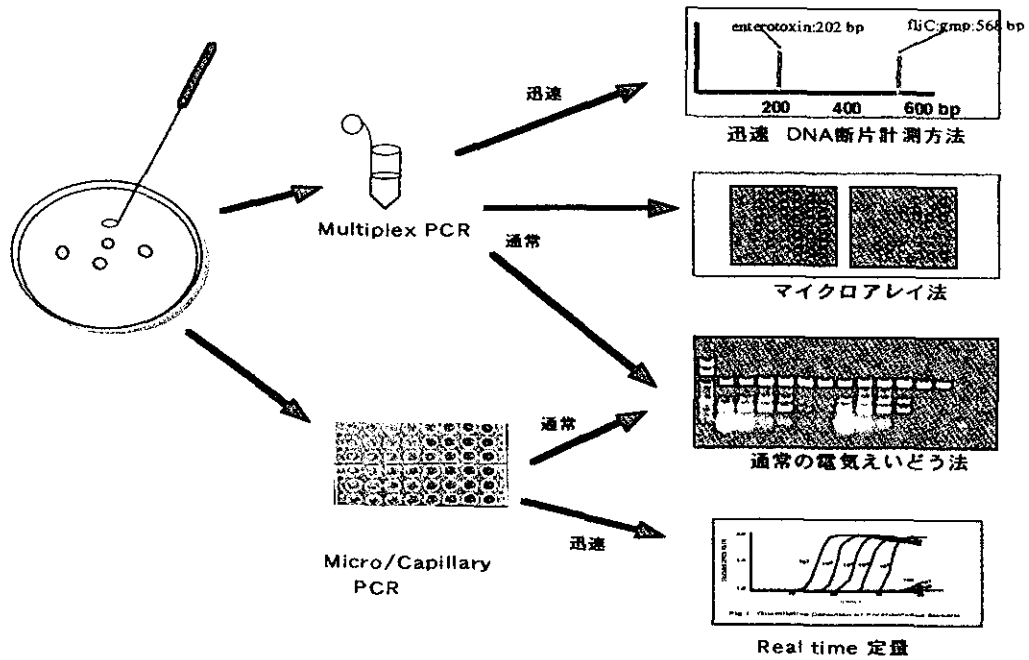 enterotoxin:202 bp
fliC:gmp:568 bp
200 400 600 bp
迅速 DNA断片計測方法
迅速
Multiplex PCR
通常
マイクロアレイ法
通常
通常の電気えいどう法
迅速
Micro/Capillary
PCR
Real time 定量